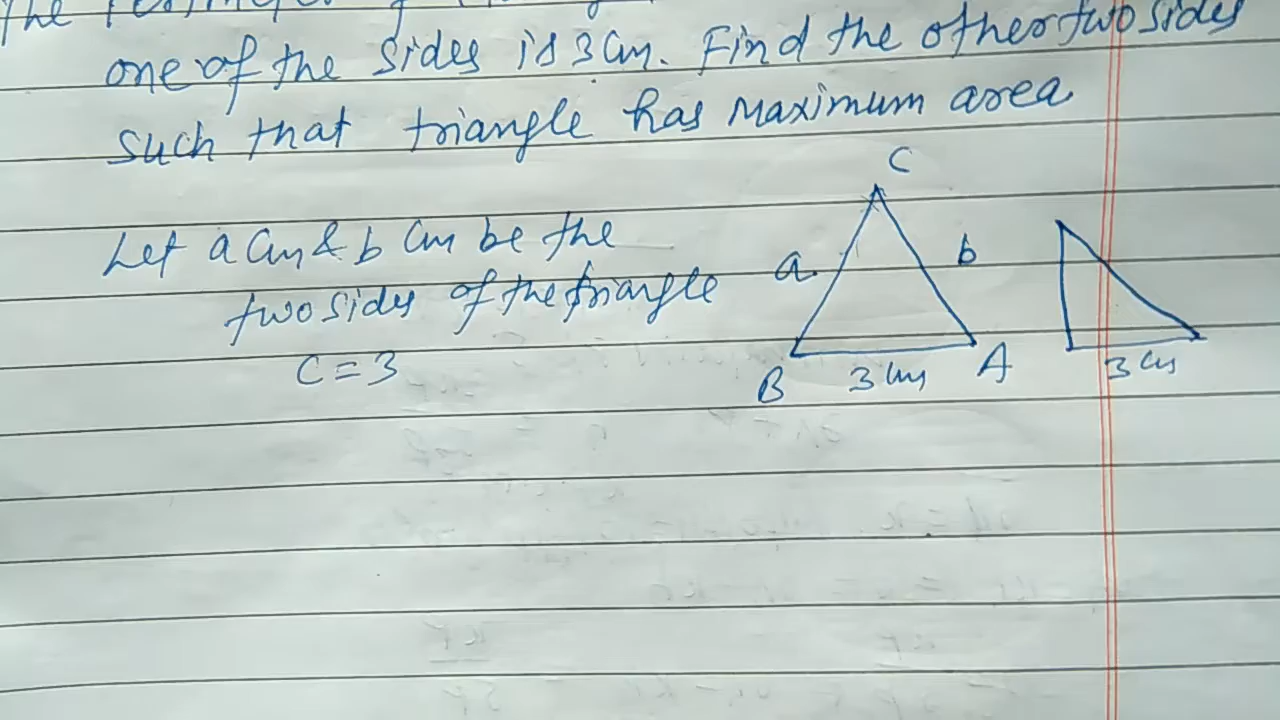 The
one of the sides is 3 cm. Find the other two sides
such that triangle has maximum area
C
Let a cm & b cm be the
a
b
two sides of the triangle
C = 3
B
3 cm
A
3 cm